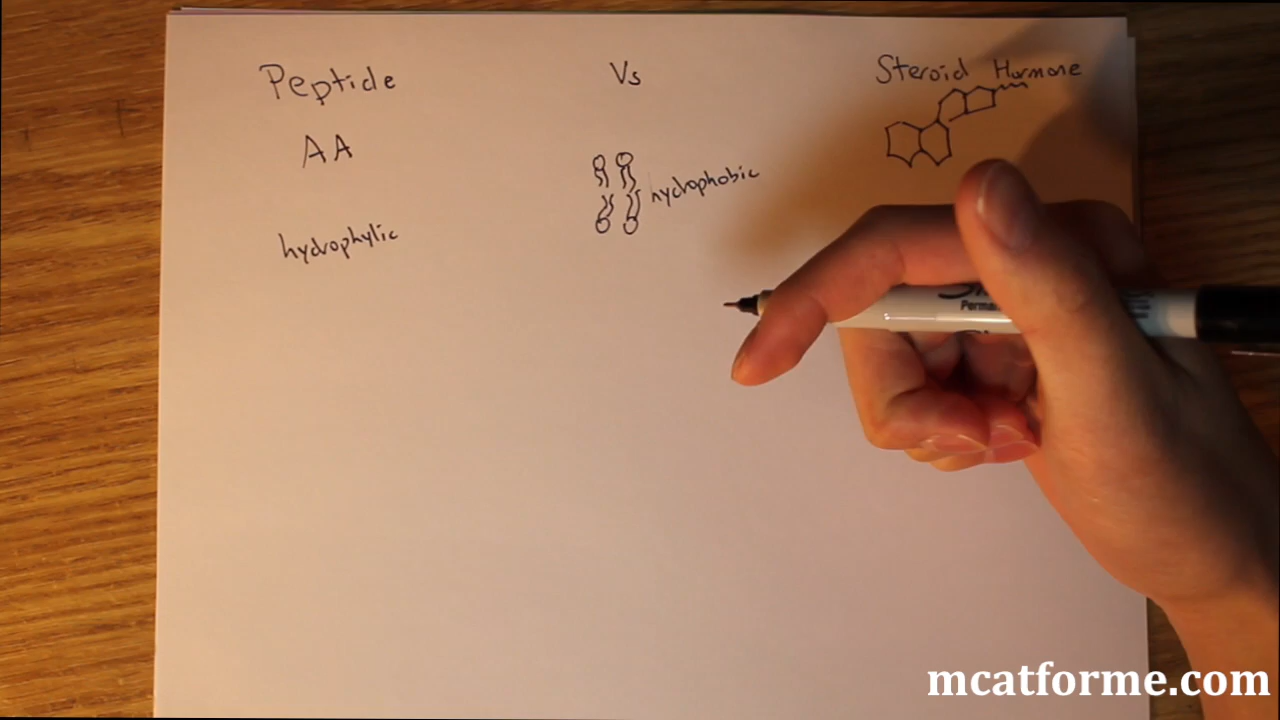 Peptide Vs Steroid Hormone
AA
hydrophobic
hydrophylic
mcatforme.com